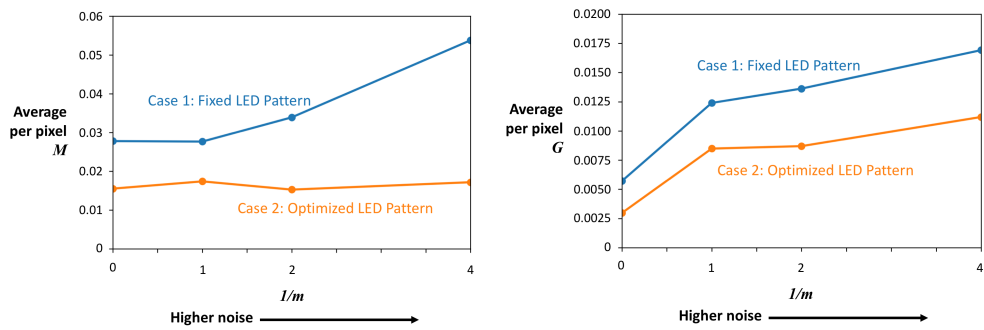 0.06
0.05
0.04
0.03
0.02
0.01
0
Average
per pixel
M
Case 1: Fixed LED Pattern
Case 2: Optimized LED Pattern
0 1 2 4
1/m
Higher noise
0.0200
0.0175
0.0150
0.0125
0.0100
0.0075
0.0050
0.0025
0
Average
per pixel
G
Case 1: Fixed LED Pattern
Case 2: Optimized LED Pattern
0 1 2 4
1/m
Higher noise